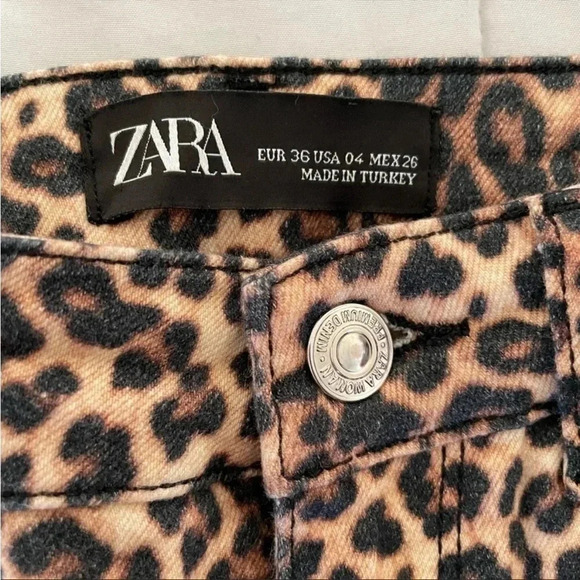 ZARA
EUR 36 USA 04 MEX 26
MADE IN TURKEY
PREMIUM DENIM · ZARA WOMAN ·